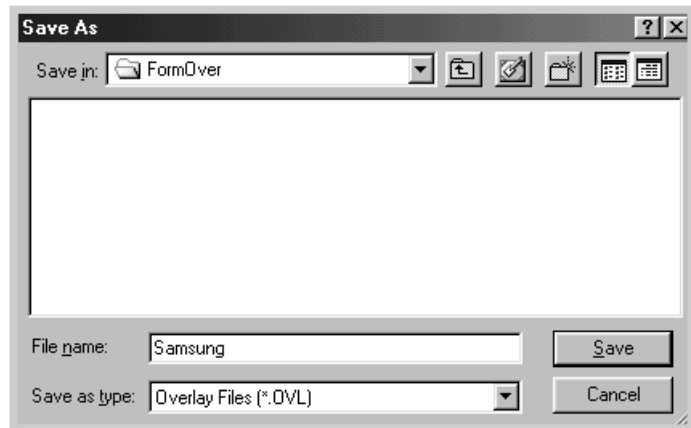 Save As
Save in: FormOver
File name: Samsung
Save
Save as type: Overlay Files (*.OVL)
Cancel